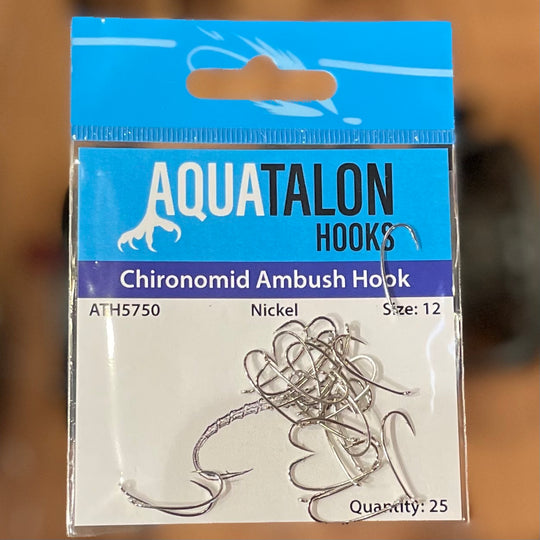 AQUATALON
HOOKS
Chironomid Ambush Hook
ATH5750 Nickel Size: 12
Quantity: 25